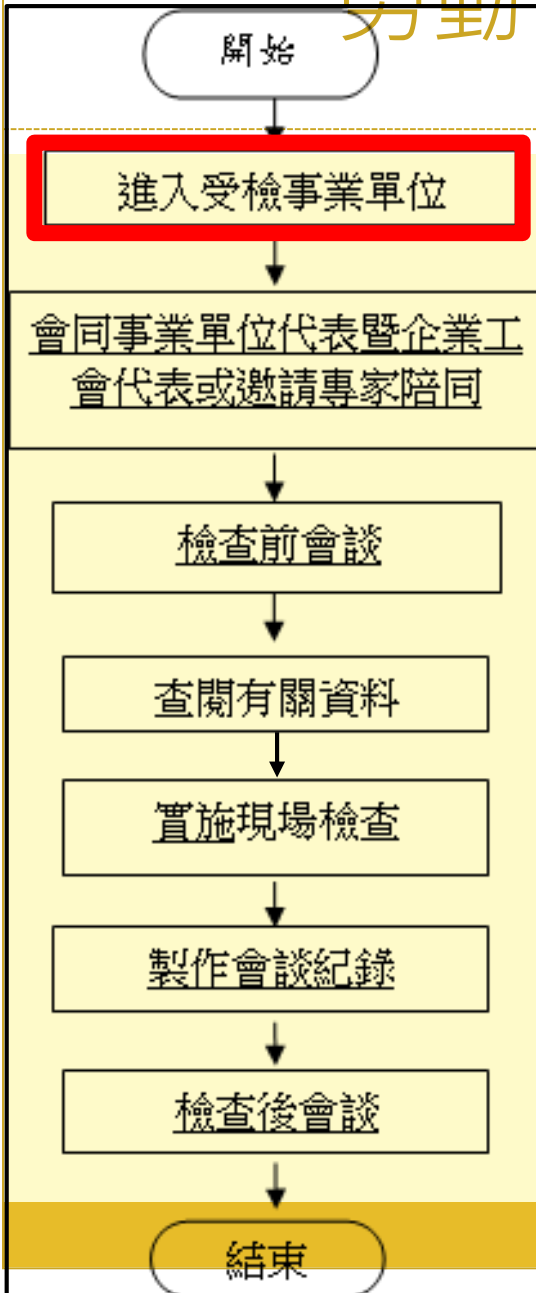 開始
進入受檢事業單位
會同事業單位代表暨企業工
會代表或邀請專家陪同
檢查前會談
查閱有關資料
實施現場檢查
製作會談紀錄
檢查後會談
結束